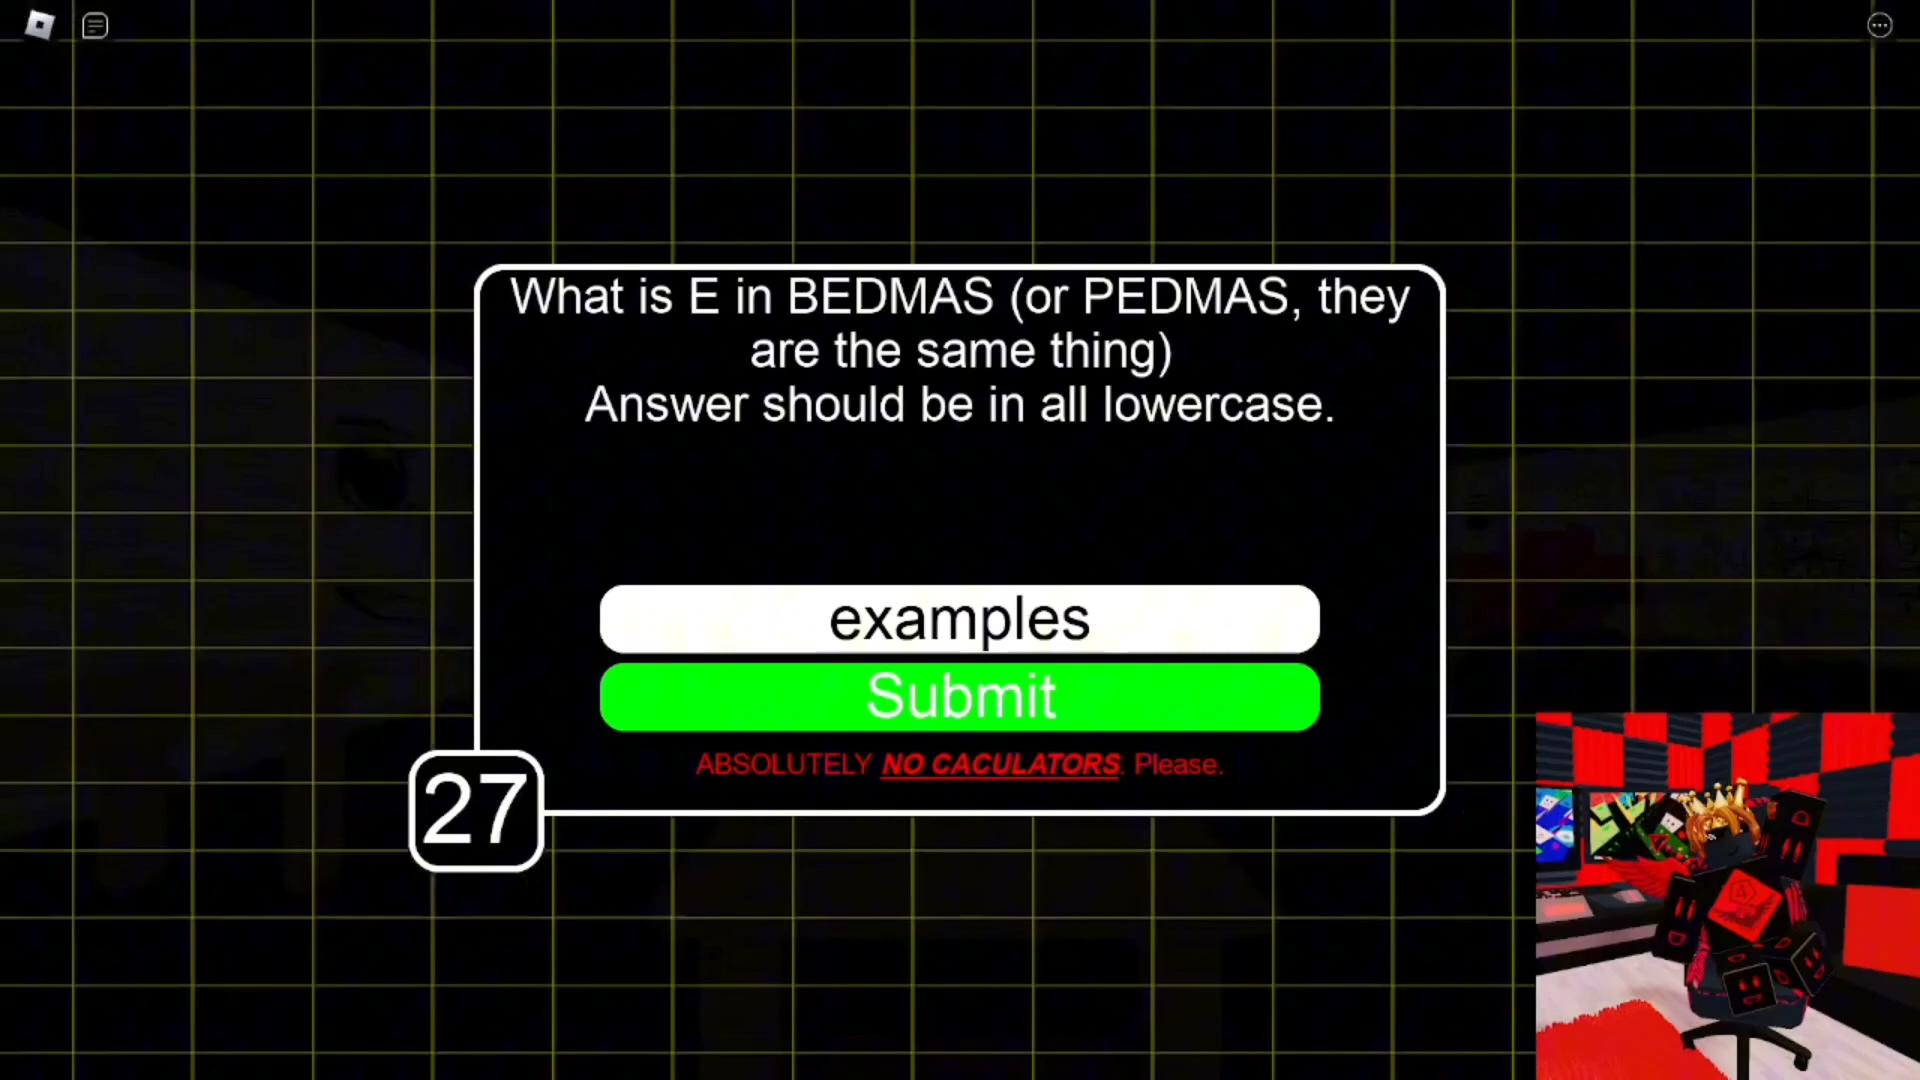 What is E in BEDMAS (or PEDMAS, they
are the same thing)
Answer should be in all lowercase.
examples
Submit
ABSOLUTELY NO CACULATORS. Please.
27